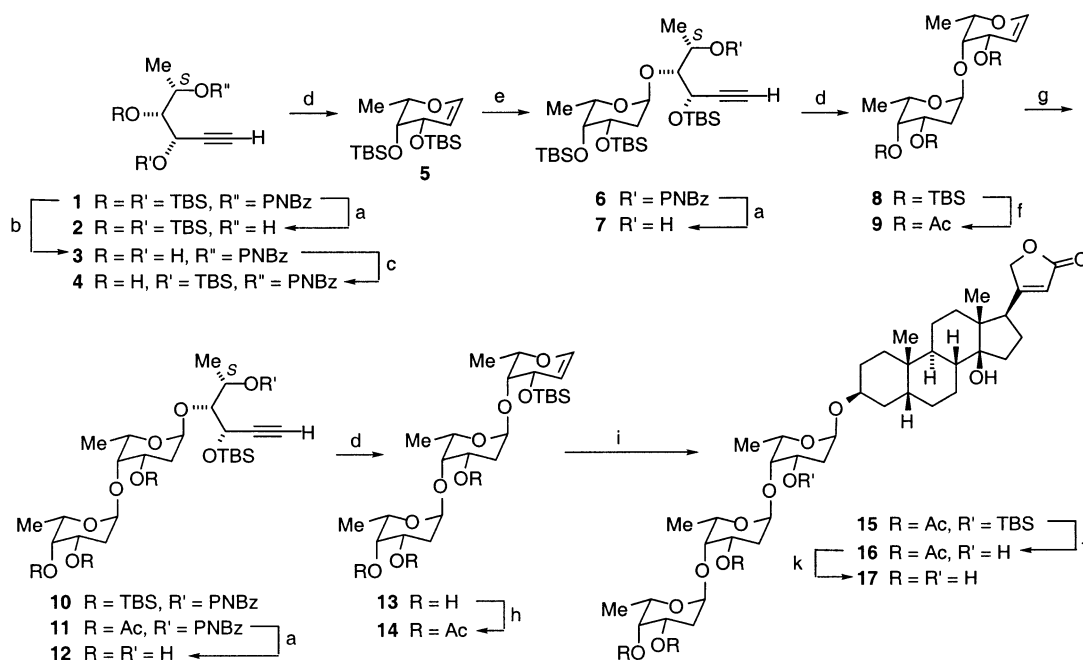 Me
S
OR"
RO
H
R'O
d
Me
O
TBSO
OTBS
5
e
Me
S
OR'
O
H
OTBS
Me
O
TBSO
OTBS
d
Me
O
OR
O
Me
O
RO
OR
g
1 R = R' = TBS, R" = PNBz
2 R = R' = TBS, R" = H
a
b
3 R = R' = H, R" = PNBz
4 R = H, R' = TBS, R" = PNBz
c
6 R' = PNBz
7 R' = H
a
8 R = TBS
9 R = Ac
f
Me
S
OR'
O
H
OTBS
Me
O
OR
O
Me
O
RO
OR
d
Me
O
OTBS
O
Me
O
OR
O
Me
O
RO
OR
i
O
O
Me
Me
H
H
OH
H
O
Me
O
OR'
O
Me
O
OR
O
Me
O
RO
OR
10 R = TBS, R' = PNBz
11 R = Ac, R' = PNBz
12 R = R' = H
a
13 R = H
14 R = Ac
h
15 R = Ac, R' = TBS
16 R = Ac, R' = H
k
17 R = R' = H